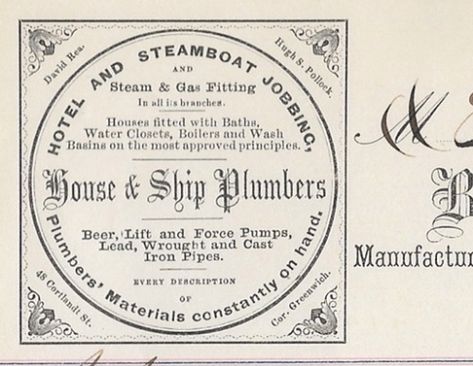 David Rea.
Hugh S. Pollock.
HOTEL AND STEAMBOAT JOBBING,
AND
Steam & Gas Fitting
In all its branches.
Houses fitted with Baths,
Water Closets, Boilers and Wash
Basins on the most approved principles.
House & Ship Plumbers
Beer, Lift and Force Pumps,
Lead, Wrought and Cast
Iron Pipes.
EVERY DESCRIPTION
OF
Plumbers' Materials constantly on hand.
48 Cortlandt St.
Cor. Greenwich.
M
B
Manufactur